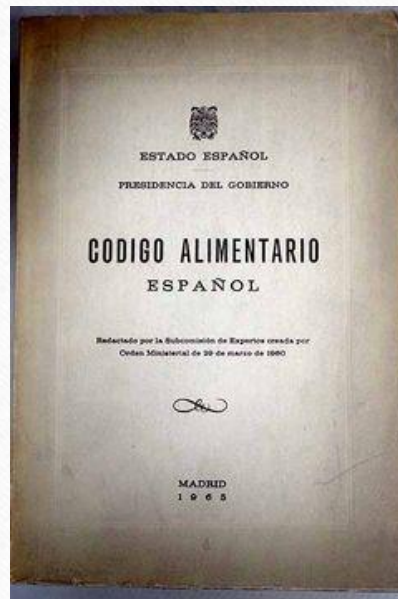 ESTADO ESPAÑOL
PRESIDENCIA DEL GOBIERNO
CODIGO ALIMENTARIO
ESPAÑOL
Redactado por la Subcomisión de Expertos creada por
Orden Ministerial de 29 de marzo de 1960
MADRID
1965